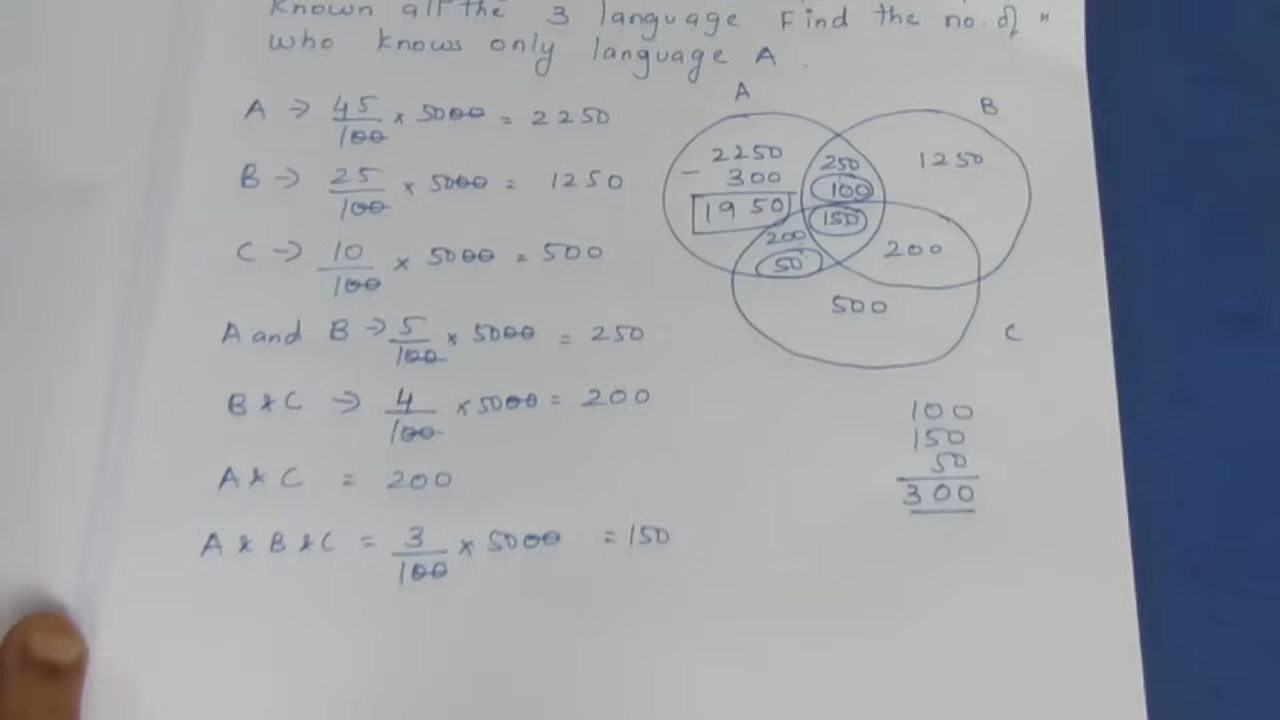 Known all the 3 language Find the no. of "
who knows only language A.
A → 45/100 × 5000 = 2250
B → 25/100 × 5000 = 1250
C → 10/100 × 5000 = 500
A and B → 5/100 × 5000 = 250
B & C → 4/100 × 5000 = 200
A & C = 200
A & B & C = 3/100 × 5000 = 150
A
B
2250
- 300
1950
250
100
150
1250
200
50
200
500
C
100
150
50
300